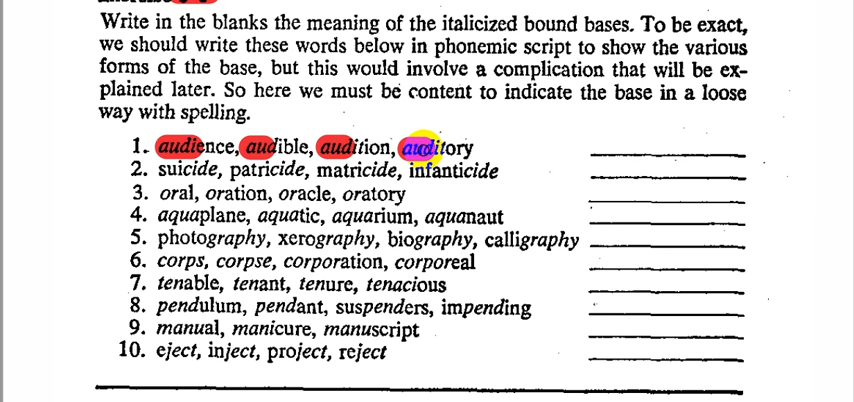 Write in the blanks the meaning of the italicized bound bases. To be exact,
we should write these words below in phonemic script to show the various
forms of the base, but this would involve a complication that will be ex-
plained later. So here we must be content to indicate the base in a loose
way with spelling.
1. audience, audible, audition, auditory
2. suicide, patricide, matricide, infanticide
3. oral, oration, oracle, oratory
4. aquaplane, aquatic, aquarium, aquanaut
5. photography, xerography, biography, calligraphy
6. corps, corpse, corporation, corporeal
7. tenable, tenant, tenure, tenacious
8. pendulum, pendant, suspenders, impending
9. manual, manicure, manuscript
10. eject, inject, project, reject